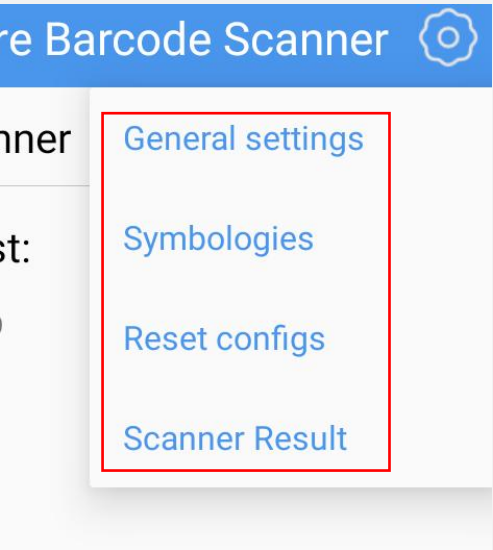 re Barcode Scanner
nner
General settings
st:
Symbologies
Reset configs
Scanner Result